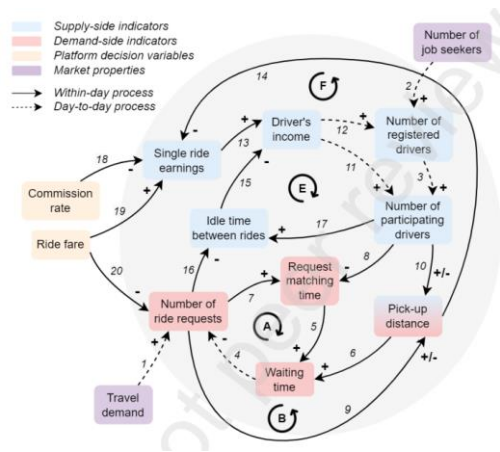 Supply-side indicators
Demand-side indicators
Platform decision variables
Market properties
Within-day process
Day-to-day process
Number of
job seekers
14
F
2
+
-
+
13
Driver's
income
12
+
Number of
registered
drivers
18
-
Single ride
earnings
11
3
Commission
rate
+
19
15
-
E
+
+
Ride fare
Idle time
between rides
+
17
Number of
participating
drivers
20
16
-
Request
matching
time
-
8
10
+/-
-
Number of
ride requests
+
7
Pick-up
distance
A
5
+
1
-
4
6
+/-
Waiting
time
+
+
Travel
demand
B
9
not peer review